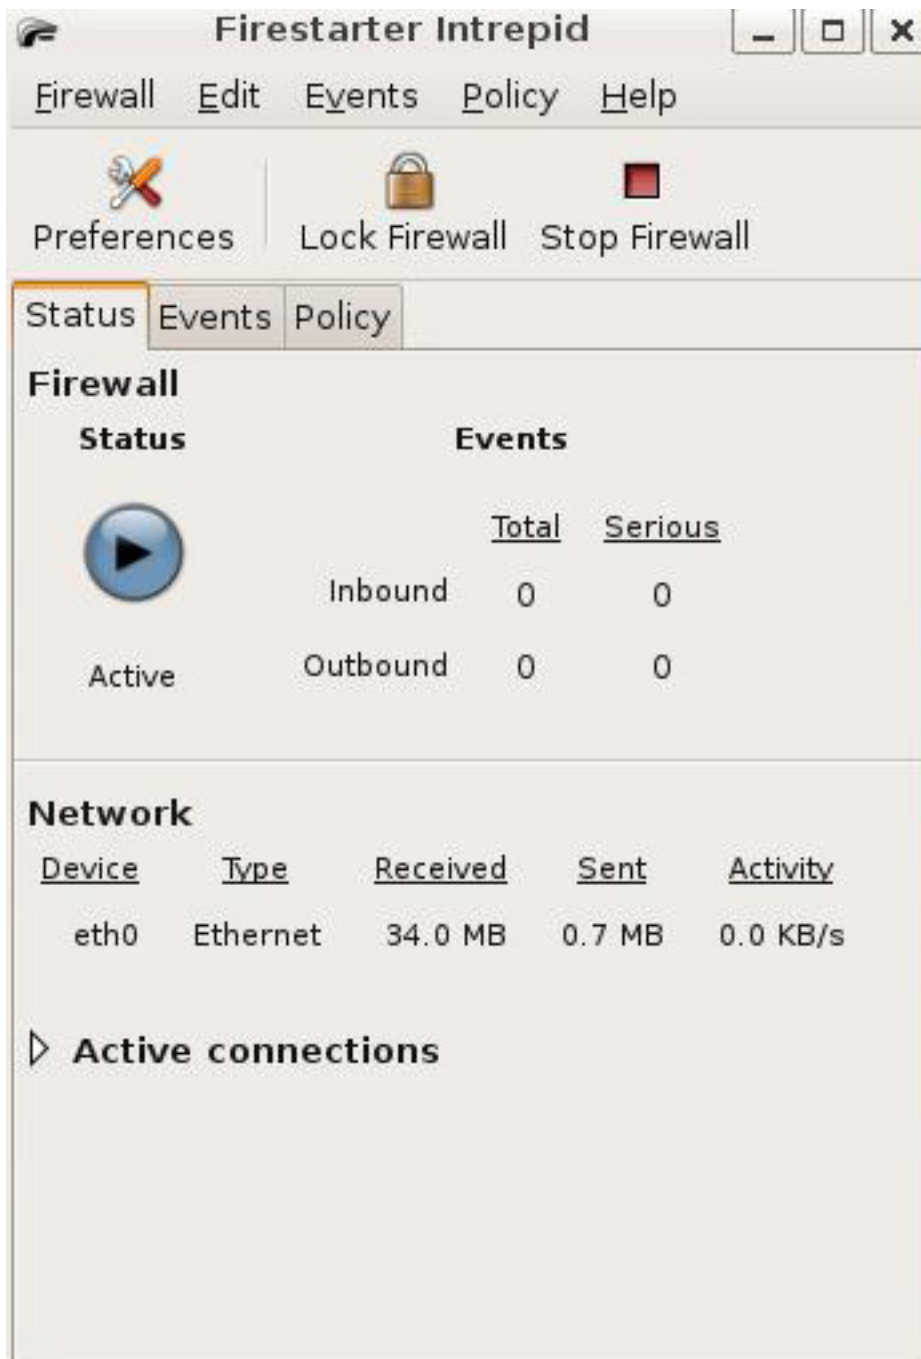 Firestarter Intrepid
Firewall Edit Events Policy Help
Preferences Lock Firewall Stop Firewall
Status Events Policy
Firewall
Status Events
Total Serious
Inbound 0 0
Active Outbound 0 0
Network
Device Type Received Sent Activity
eth0 Ethernet 34.0 MB 0.7 MB 0.0 KB/s
Active connections